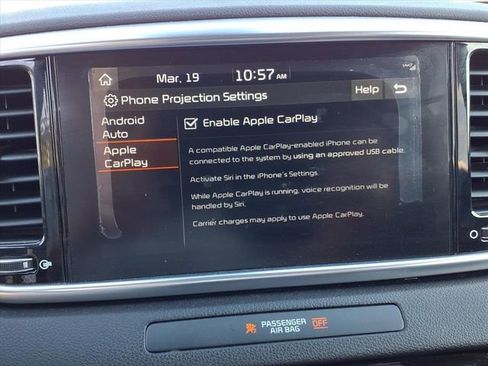 Mar. 19 10:57 AM
Phone Projection Settings Help
Android
Auto
Enable Apple CarPlay
Apple
CarPlay
A compatible Apple CarPlay-enabled iPhone can be
connected to the system by using an approved USB cable.
Activate Siri in the iPhone's Settings.
While Apple CarPlay is running, voice recognition will be
handled by Siri.
Carrier charges may apply to use Apple CarPlay.
PASSENGER
AIR BAG OFF